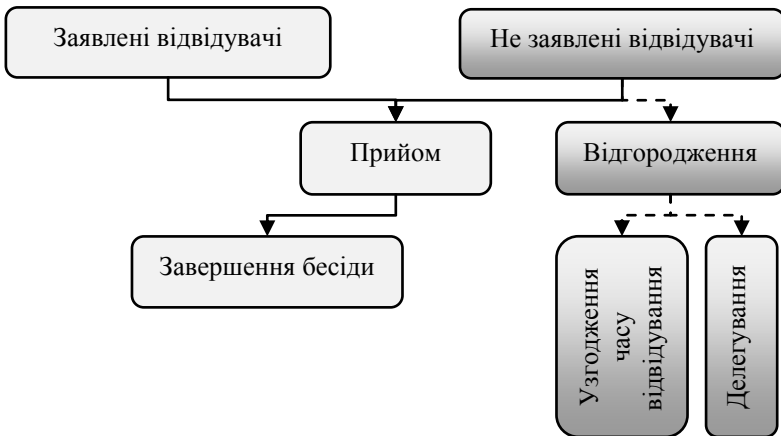 Заявлені відвідувачі
Не заявлені відвідувачі
Прийом
Відгородження
Завершення бесіди
Узгодження
часу
відвідування
Делегування